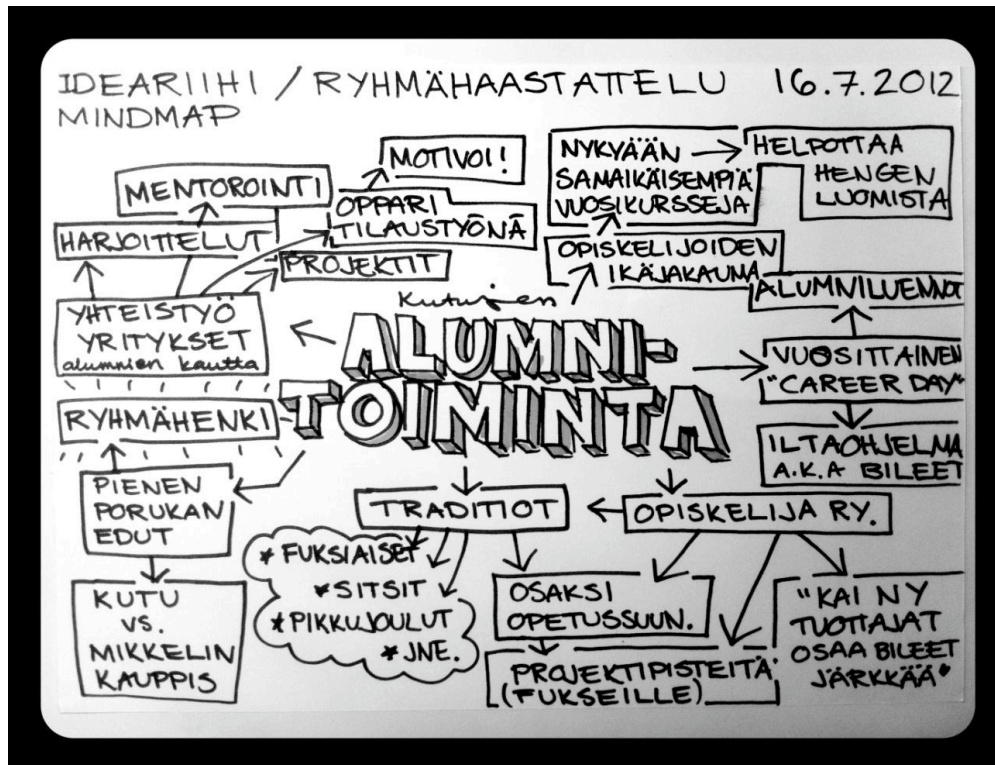 IDEARIIHI / RYHMÄHAASTATTELU 16.7.2012
MINDMAP
MOTIVOI!
MENTOROINTI
OPPARI
TILAUSTYÖNÄ
HARJOITTELUT
PROJEKTIT
YHTEISTYÖ
YRITYKSET
alumnien kautta
NYKYÄÄN
SAMAIKÄISEMPIÄ
VUOSIKURSSEJA
HELPOTTAA
HENGEN
LUOMISTA
OPISKELIJOIDEN
IKÄJAKAUMA
ALUMNILUENNOT
Kutujen
ALUMNI-
TOIMINTA
VUOSITTAINEN
"CAREER DAY"
ILTAOHJELMA
A.K.A BILEET
RYHMÄHENKI
PIENEN
PORUKAN
EDUT
KUTU
VS.
MIKKELIN
KAUPPIS
TRADITIOT
* FUKSIAISET
* SITSIT
* PIKKUJOULUT
* JNE.
OPISKELIJA RY.
OSAKSI
OPETUSSUUN.
PROJEKTIPISTEITÄ
(FUKSEILLE)
"KAI NY
TUOTTAJAT
OSAA BILEET
JÄRKKÄÄ"